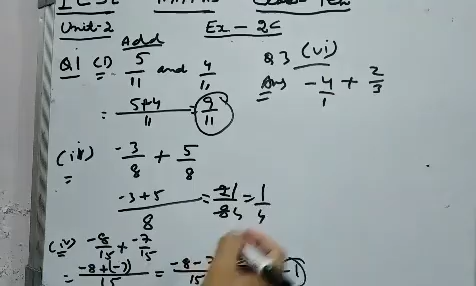 Unit-2 Ex - 2C
Add
Q1 (i) 5/11 and 4/11
= 5+4/11 = 9/11
(iii) -3/8 + 5/8
-3+5/8 = 2/8 = 1/4
(iv) -8/15 + -7/15
= -8+(-7)/15 = -8-7/15
Q3 (vi)
Ans -4/1 + 2/3